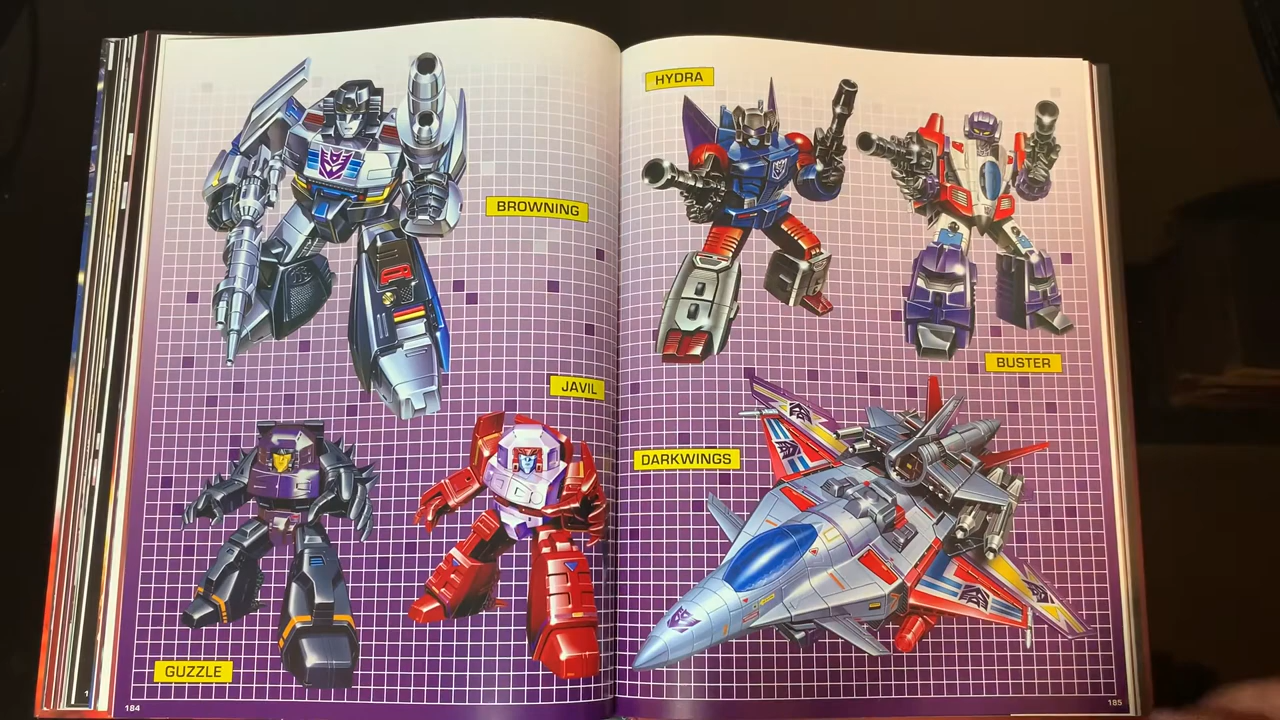 BROWNING
JAVIL
GUZZLE
184
HYDRA
BUSTER
DARKWINGS
185